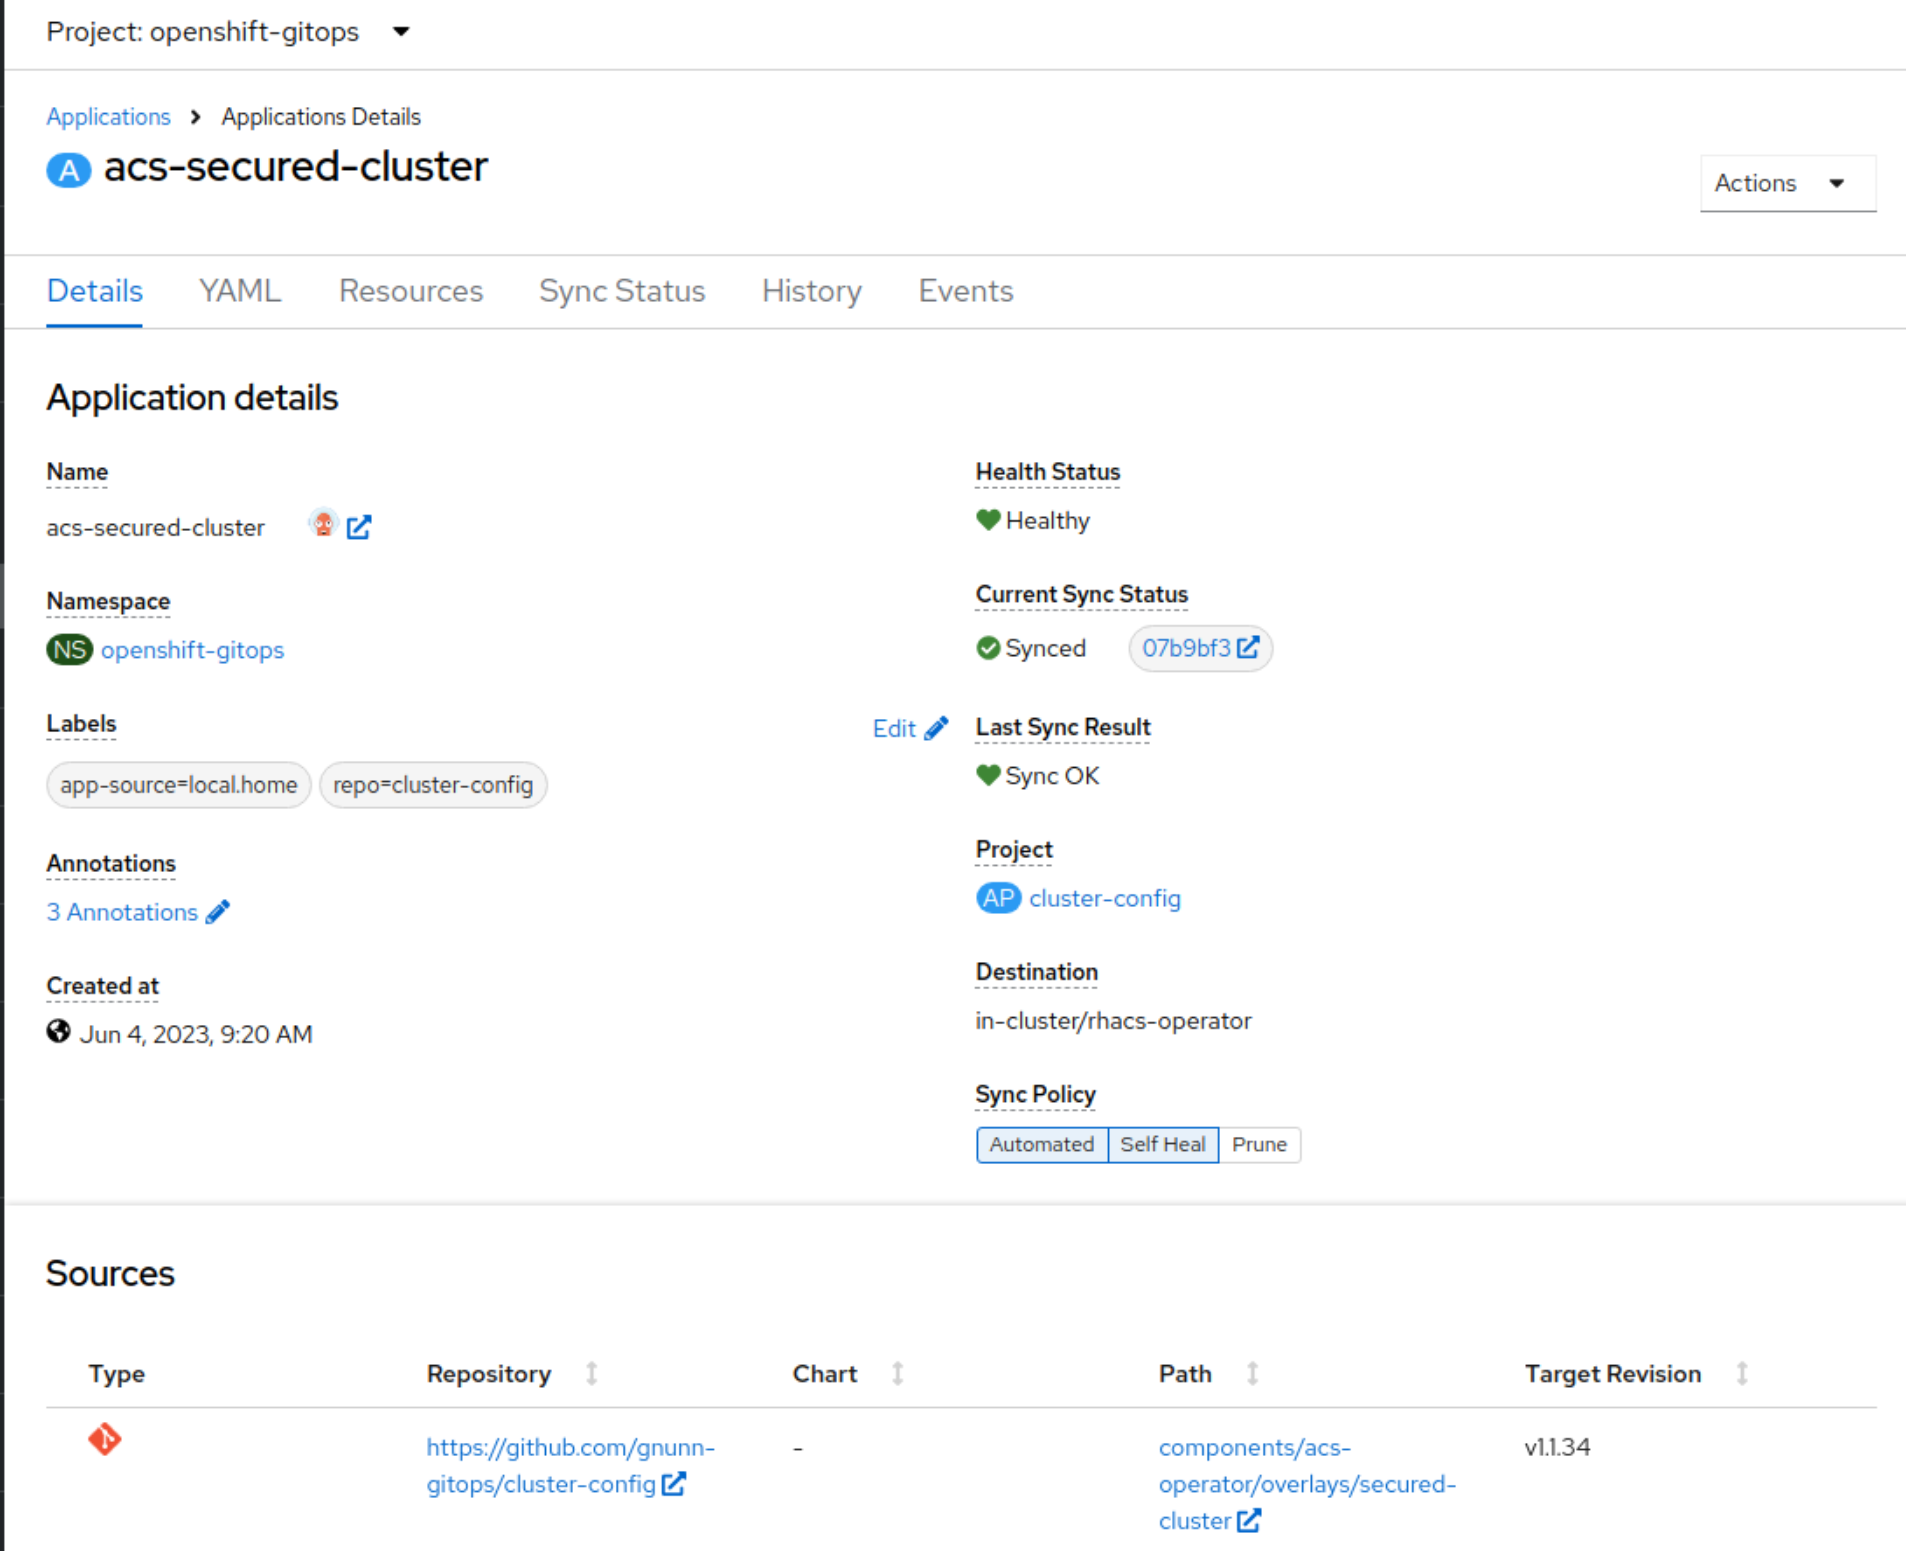 Project: openshift-gitops
Applications > Applications Details
A acs-secured-cluster
Actions
Details YAML Resources Sync Status History Events
Application details
Name
acs-secured-cluster
Namespace
NS openshift-gitops
Labels
Edit
app-source=local.home repo=cluster-config
Annotations
3 Annotations
Created at
Jun 4, 2023, 9:20 AM
Health Status
Healthy
Current Sync Status
Synced 07b9bf3
Last Sync Result
Sync OK
Project
AP cluster-config
Destination
in-cluster/rhacs-operator
Sync Policy
Automated Self Heal Prune
Sources
Type Repository Chart Path Target Revision
https://github.com/gnunn-
gitops/cluster-config
-
components/acs-
operator/overlays/secured-
cluster
v1.1.34